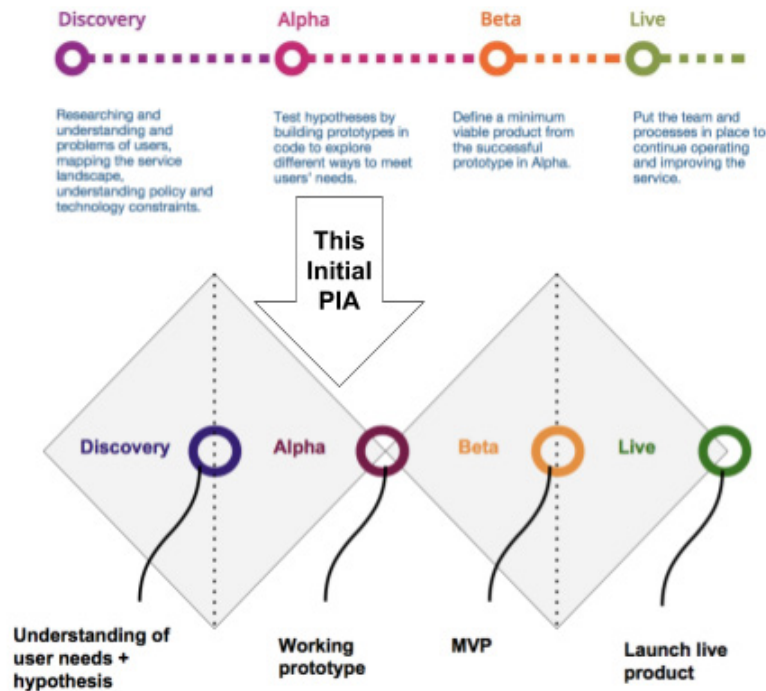 Discovery
Alpha
Beta
Live
Researching and
understanding and
problems of users,
mapping the service
landscape,
understanding policy and
technology constraints.
Test hypotheses by
building prototypes in
code to explore
different ways to meet
users' needs.
Define a minimum
viable product from
the successful
prototype in Alpha.
Put the team and
processes in place to
continue operating
and improving the
service.
This
Initial
PIA
Discovery
Alpha
Beta
Live
Understanding of
user needs +
hypothesis
Working
prototype
MVP
Launch live
product